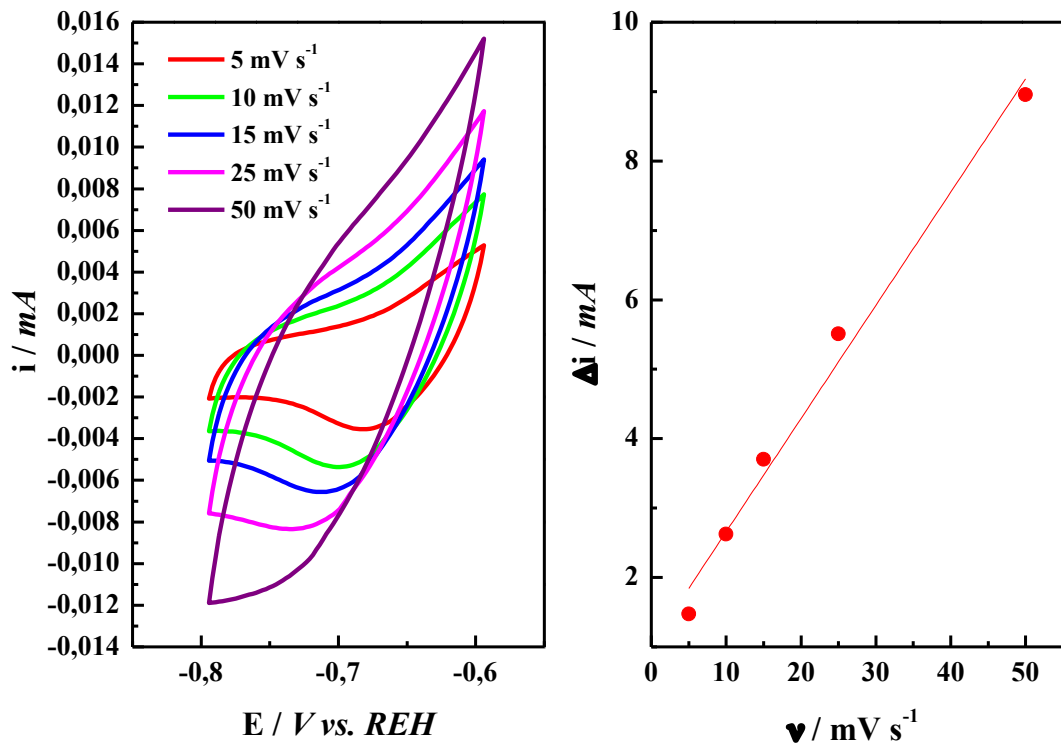 0,016
0,014
0,012
0,010
0,008
0,006
0,004
0,002
0,000
-0,002
-0,004
-0,006
-0,008
-0,010
-0,012
-0,014
i / mA
5 mV s⁻¹
10 mV s⁻¹
15 mV s⁻¹
25 mV s⁻¹
50 mV s⁻¹
-0,8 -0,7 -0,6
E / V vs. REH
10
8
6
4
2
Δi / mA
0 10 20 30 40 50
ν / mV s⁻¹